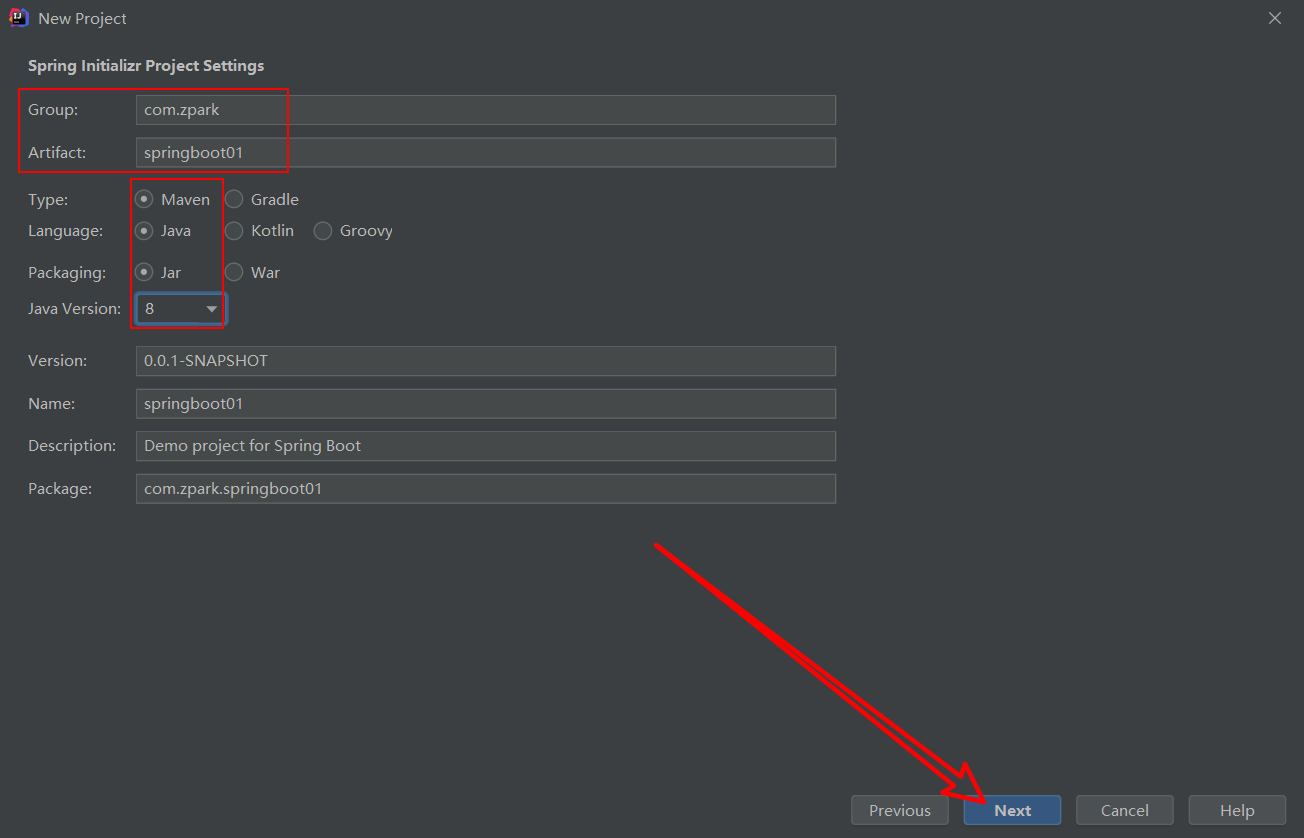 New Project
Spring Initializr Project Settings
Group: com.zpark
Artifact: springboot01
Type: Maven Gradle
Language: Java Kotlin Groovy
Packaging: Jar War
Java Version: 8
Version: 0.0.1-SNAPSHOT
Name: springboot01
Description: Demo project for Spring Boot
Package: com.zpark.springboot01
Previous Next Cancel Help